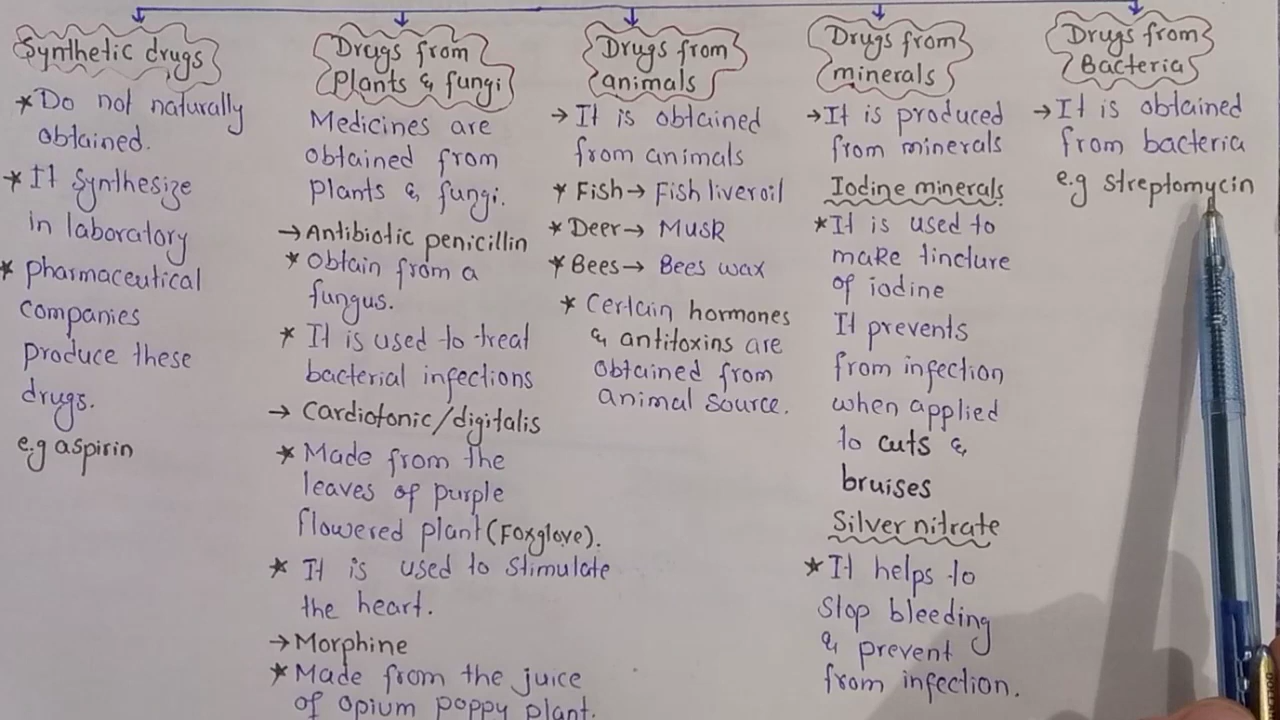 Synthetic drugs
* Do not naturally
obtained.
* It Synthesize
in laboratory
* pharmaceutical
companies
produce these
drugs.
e.g aspirin
Drugs from
Plants & fungi
Medicines are
obtained from
plants & fungi.
→ Antibiotic penicillin
* Obtain from a
fungus.
* It is used to treat
bacterial infections
→ Cardiotonic/digitalis
* Made from the
leaves of purple
flowered plant (Foxglove).
* It is used to Stimulate
the heart.
→ Morphine
* Made from the juice
of opium poppy plant.
Drugs from
animals
→ It is obtained
from animals
* Fish → Fish liver oil
* Deer → Musk
* Bees → Bees wax
* Certain hormones
& antitoxins are
obtained from
animal source.
Drugs from
minerals
→ It is produced
from minerals
Iodine minerals
* It is used to
make tincture
of iodine
It prevents
from infection
when applied
to cuts &
bruises
Silver nitrate
* It helps to
Stop bleeding
& prevent
from infection.
Drugs from
Bacteria
→ It is obtained
from bacteria
e.g streptomycin